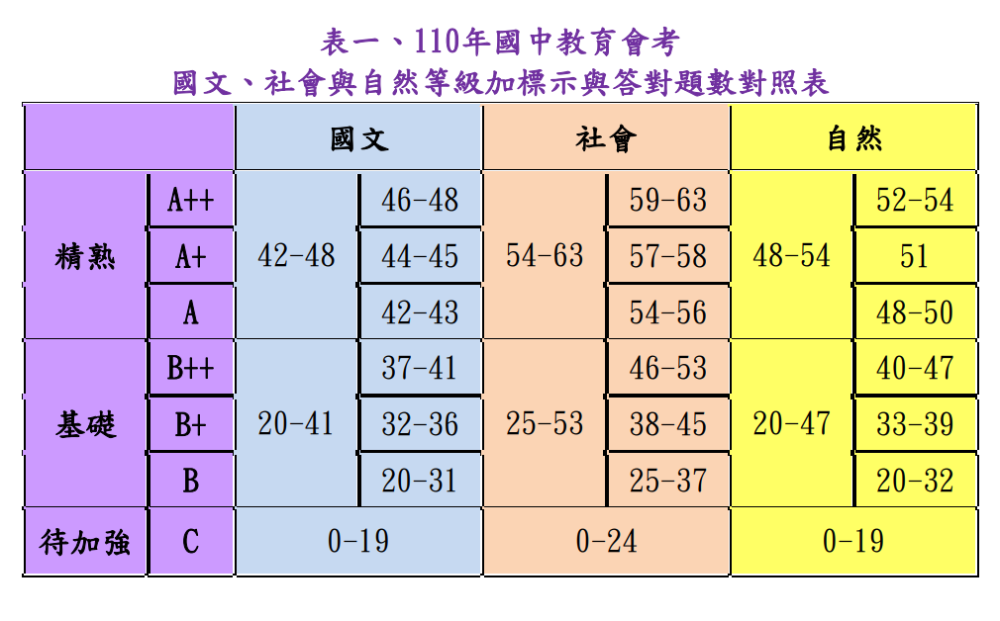 表一、110年國中教育會考
國文、社會與自然等級加標示與答對題數對照表
國文 社會 自然
精熟 A++ 42-48 46-48 54-63 59-63 48-54 52-54
A+ 44-45 57-58 51
A 42-43 54-56 48-50
基礎 B++ 20-41 37-41 25-53 46-53 20-47 40-47
B+ 32-36 38-45 33-39
B 20-31 25-37 20-32
待加強 C 0-19 0-24 0-19